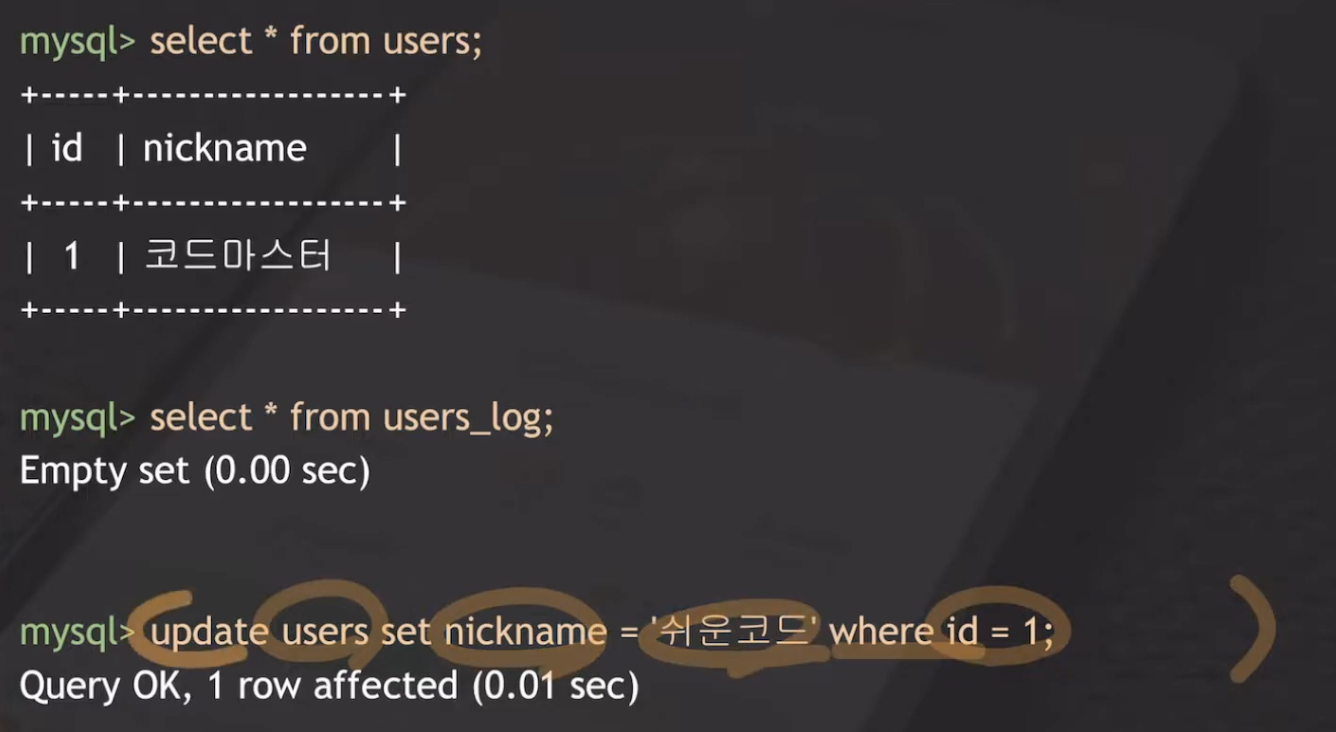 mysql> select * from users;
+-----+------------------+
| id | nickname |
+-----+------------------+
| 1 | 코드마스터 |
+-----+------------------+
mysql> select * from users_log;
Empty set (0.00 sec)
mysql> update users set nickname = '쉬운코드' where id = 1;
Query OK, 1 row affected (0.01 sec)